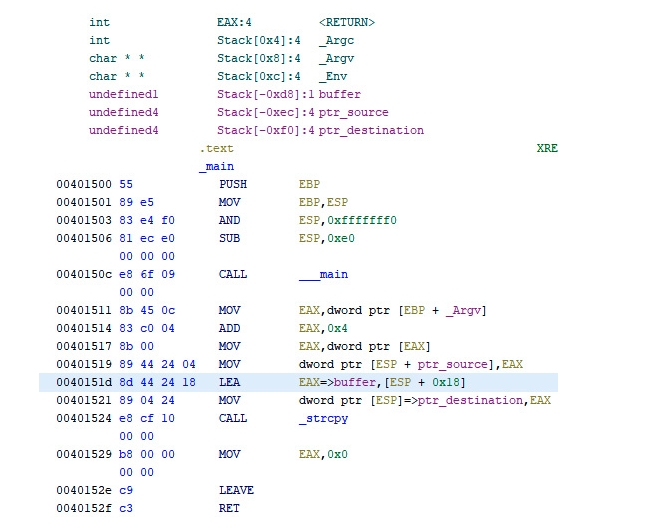 int EAX:4 <RETURN>
int Stack[0x4]:4 _Argc
char * * Stack[0x8]:4 _Argv
char * * Stack[0xc]:4 _Env
undefined1 Stack[-0xd8]:1 buffer
undefined4 Stack[-0xec]:4 ptr_source
undefined4 Stack[-0xf0]:4 ptr_destination
.text XRE
_main
00401500 55 PUSH EBP
00401501 89 e5 MOV EBP,ESP
00401503 83 e4 f0 AND ESP,0xfffffff0
00401506 81 ec e0 SUB ESP,0xe0
00 00 00
0040150c e8 6f 09 CALL ___main
00 00
00401511 8b 45 0c MOV EAX,dword ptr [EBP + _Argv]
00401514 83 c0 04 ADD EAX,0x4
00401517 8b 00 MOV EAX,dword ptr [EAX]
00401519 89 44 24 04 MOV dword ptr [ESP + ptr_source],EAX
0040151d 8d 44 24 18 LEA EAX=>buffer,[ESP + 0x18]
00401521 89 04 24 MOV dword ptr [ESP]=>ptr_destination,EAX
00401524 e8 cf 10 CALL _strcpy
00 00
00401529 b8 00 00 MOV EAX,0x0
00 00
0040152e c9 LEAVE
0040152f c3 RET